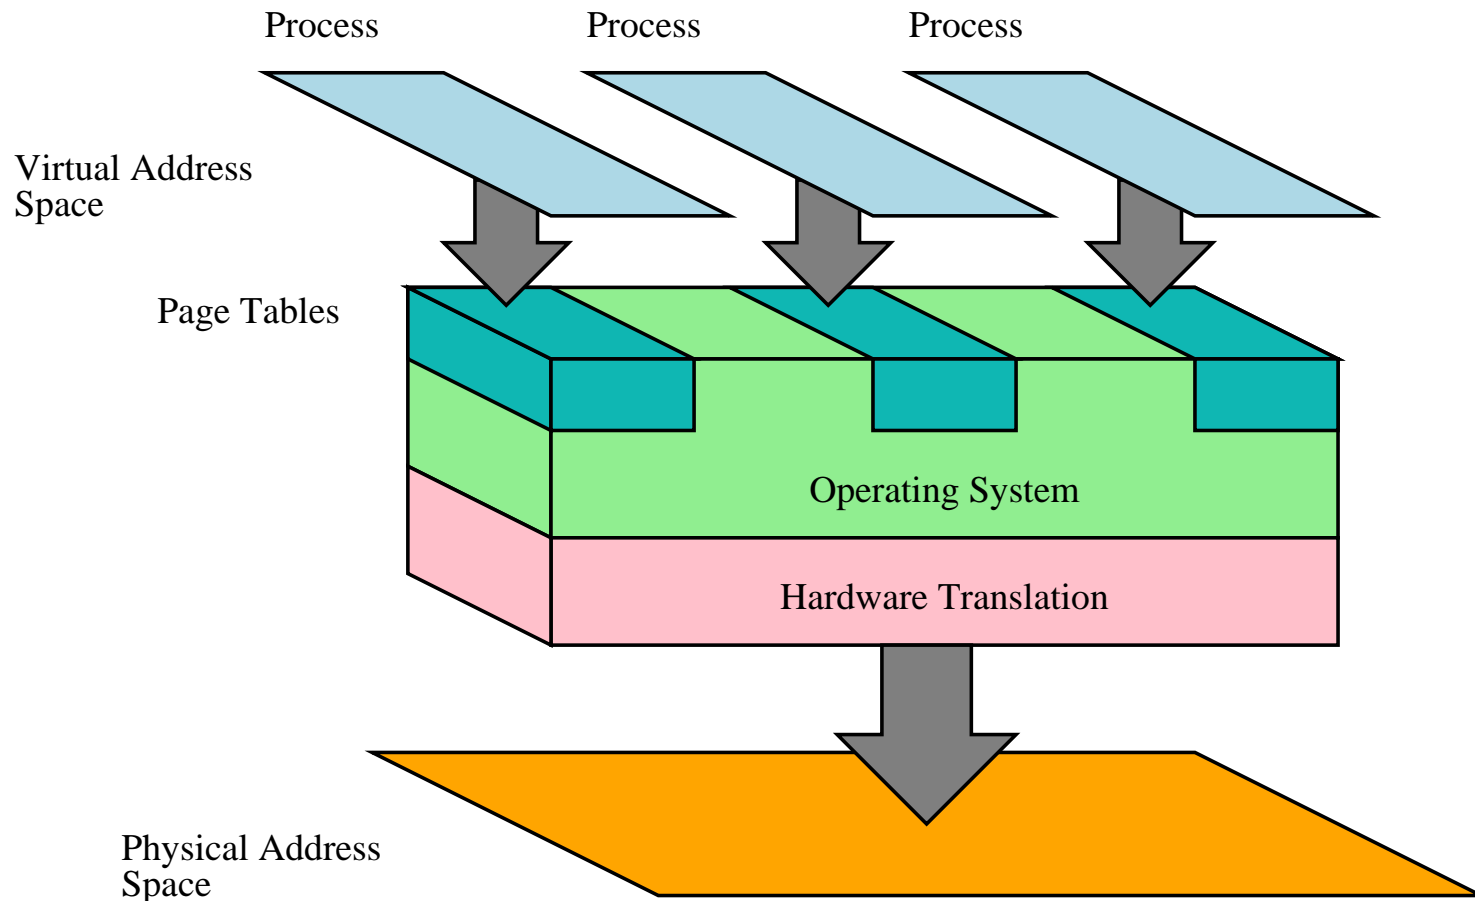 Process
Process
Process
Virtual Address
Space
Page Tables
Operating System
Hardware Translation
Physical Address
Space